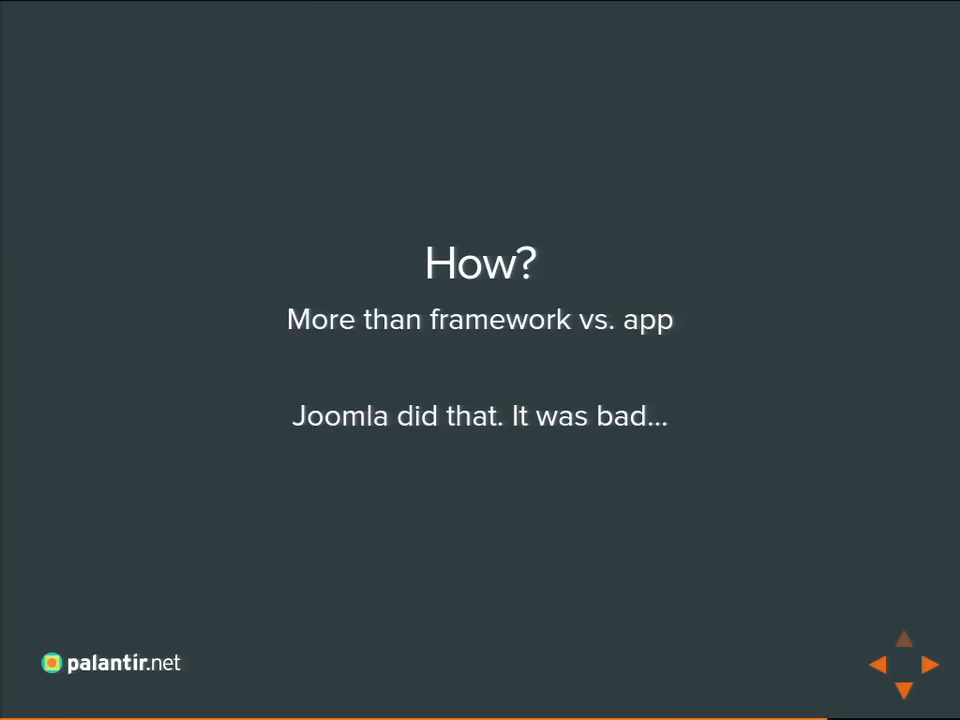 How?
More than framework vs. app
Joomla did that. It was bad...
palantir.net